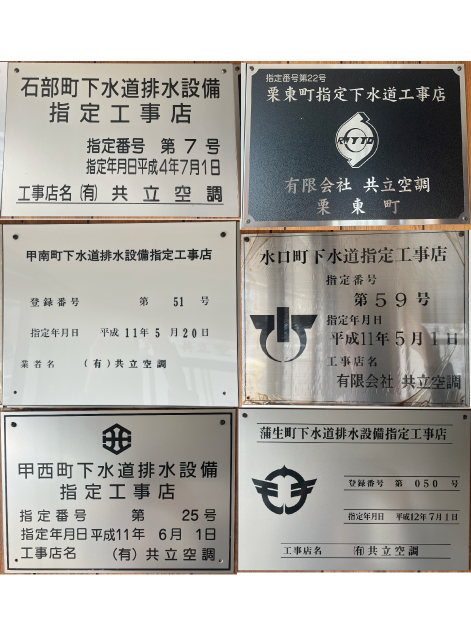 石部町下水道排水設備
指定工事店
指定番号 第7号
指定年月日平成4年7月1日
工事店名 (有) 共立空調
指定番号第22号
栗東町指定下水道工事店
RITTO
有限会社 共立空調
栗東町
甲南町下水道排水設備指定工事店
登録番号 第 51 号
指定年月日 平成11年5月20日
業者名 (有)共立空調
水口町下水道指定工事店
指定番号
第59号
指定年月日
平成11年5月1日
工事店名
有限会社 共立空調
甲西町下水道排水設備
指定工事店
指定番号 第 25号
指定年月日平成11年 6月 1日
工事店名 (有)共立空調
蒲生町下水道排水設備指定工事店
登録番号 第 050 号
指定年月日 平成12年7月1日
工事店名 (有)共立空調